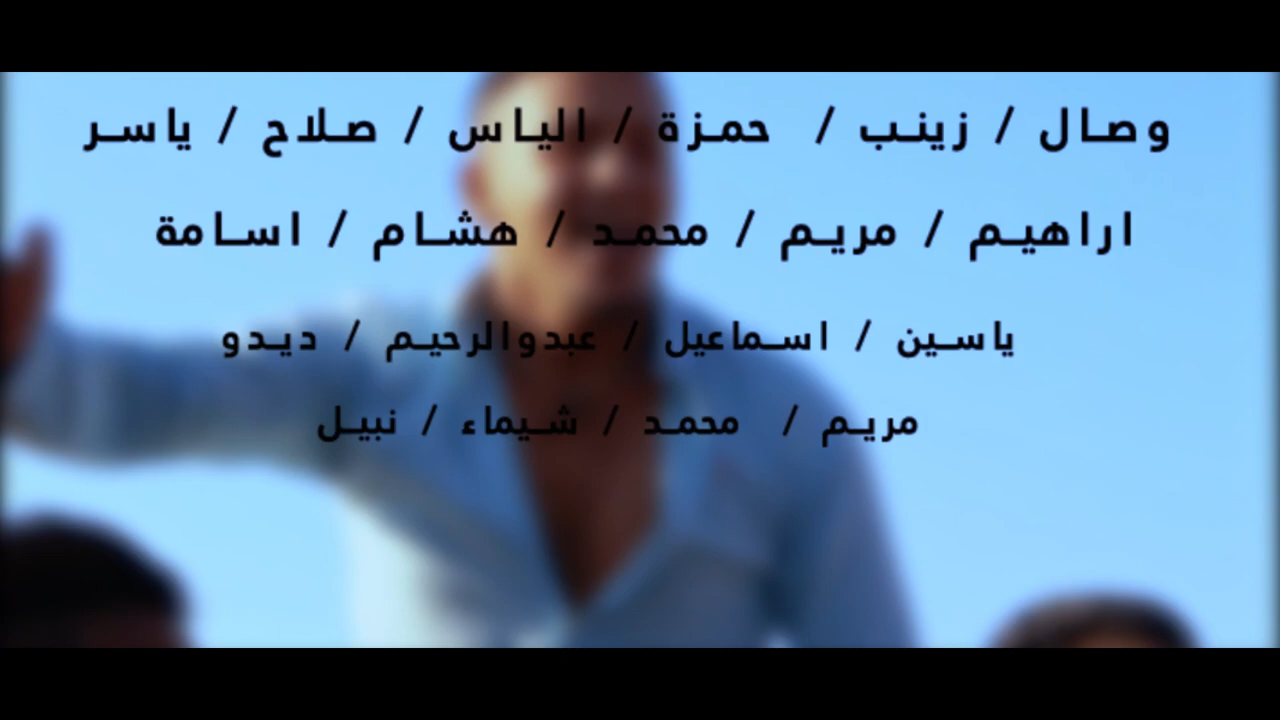 وصال / زينب / حمزة / الياس / صلاح / ياسر
اراهيم / مريم / محمد / هشام / اسامة
ياسين / اسماعيل / عبدوالرحيم / ديدو
مريم / محمد / شيماء / نبيل